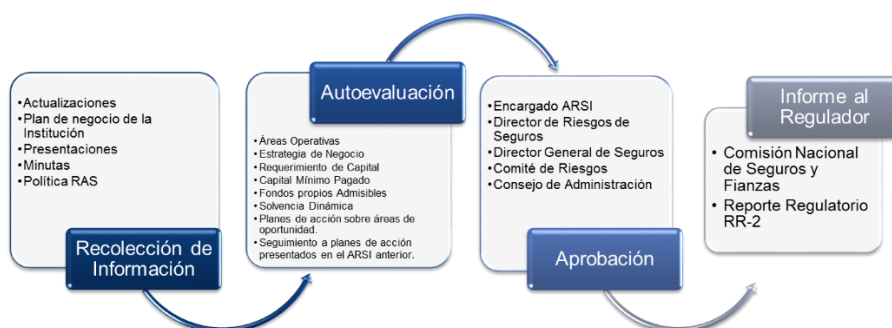 •Actualizaciones
•Plan de negocio de la
Institución
•Presentaciones
•Minutas
•Política RAS
Recolección de
Información
Autoevaluación
•Áreas Operativas
•Estrategia de Negocio
•Requerimiento de Capital
•Capital Mínimo Pagado
•Fondos propios Admisibles
•Solvencia Dinámica
•Planes de acción sobre áreas de
oportunidad.
•Seguimiento a planes de acción
presentados en el ARSI anterior.
•Encargado ARSI
•Director de Riesgos de
Seguros
•Director General de Seguros
•Comité de Riesgos
•Consejo de Administración
Aprobación
Informe al
Regulador
• Comisión Nacional
de Seguros y
Fianzas
• Reporte Regulatorio
RR-2